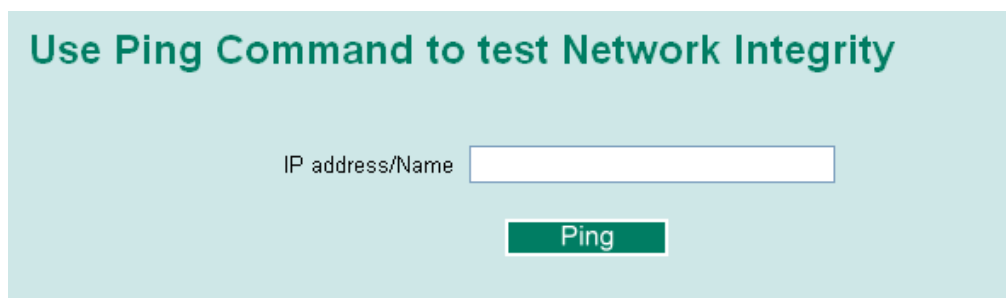 Use Ping Command to test Network Integrity
IP address/Name
Ping